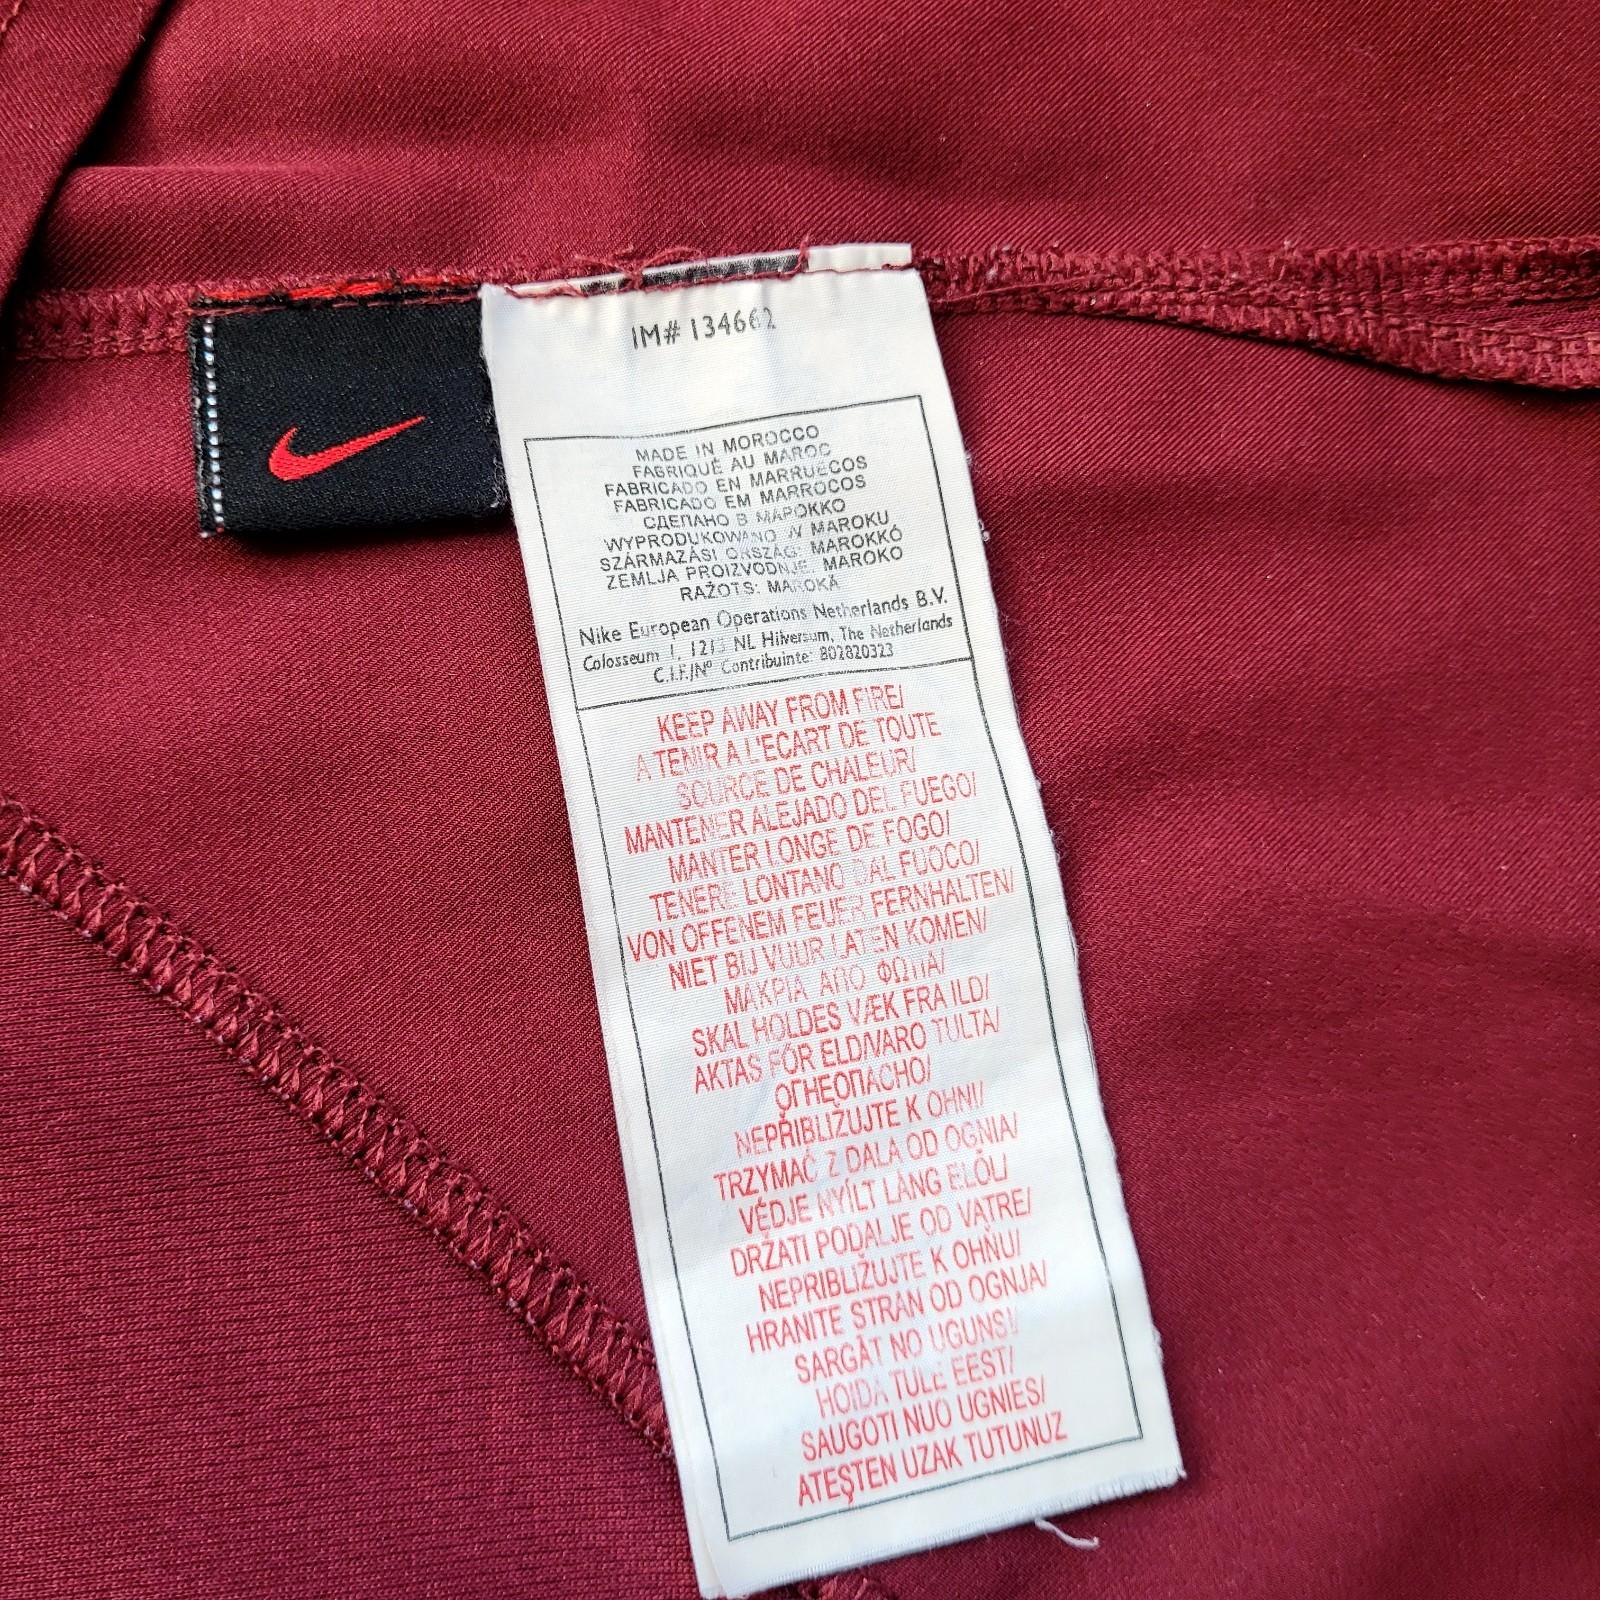 IM# 134662
MADE IN MOROCCO
FABRIQUÉ AU MAROC
FABRICADO EN MARRUECOS
FABRICADO EM MARROCOS
СДЕЛАНО В МАРОККО
WYPRODUKOWANO W MAROKU
SZÁRMAZÁSI ORSZÁG: MAROKKÓ
ZEMLJA PROIZVODNJE: MAROKO
RAŽOTS: MAROKĀ
Nike European Operations Netherlands B.V.
Colosseum 1, 1213 NL Hilversum, The Netherlands
C.I.F./Nº Contribuinte: 802820323
KEEP AWAY FROM FIRE/
A TENIR A L'ECART DE TOUTE
SOURCE DE CHALEUR/
MANTENER ALEJADO DEL FUEGO/
MANTER LONGE DE FOGO/
TENERE LONTANO DAL FUOCO/
VON OFFENEM FEUER FERNHALTEN/
NIET BIJ VUUR LATEN KOMEN/
ΜΑΚΡΙΑ ΑΠΟ ΦΩΤΙΑ/
SKAL HOLDES VÆK FRA ILD/
AKTAS FÖR ELD/VARO TULTA/
ОГНЕОПАСНО/
NEPŘIBLIŽUJTE K OHNI/
TRZYMAĆ Z DALA OD OGNIA/
VÉDJE NYÍLT LÁNG ELŐL/
DRŽATI PODALJE OD VATRE/
NEPRIBLIŽUJTE K OHŇU/
HRANITE STRAN OD OGNJA/
SARGĀT NO UGUNS/
HOIDA TULE EEST/
SAUGOTI NUO UGNIES/
ATEŞTEN UZAK TUTUNUZ